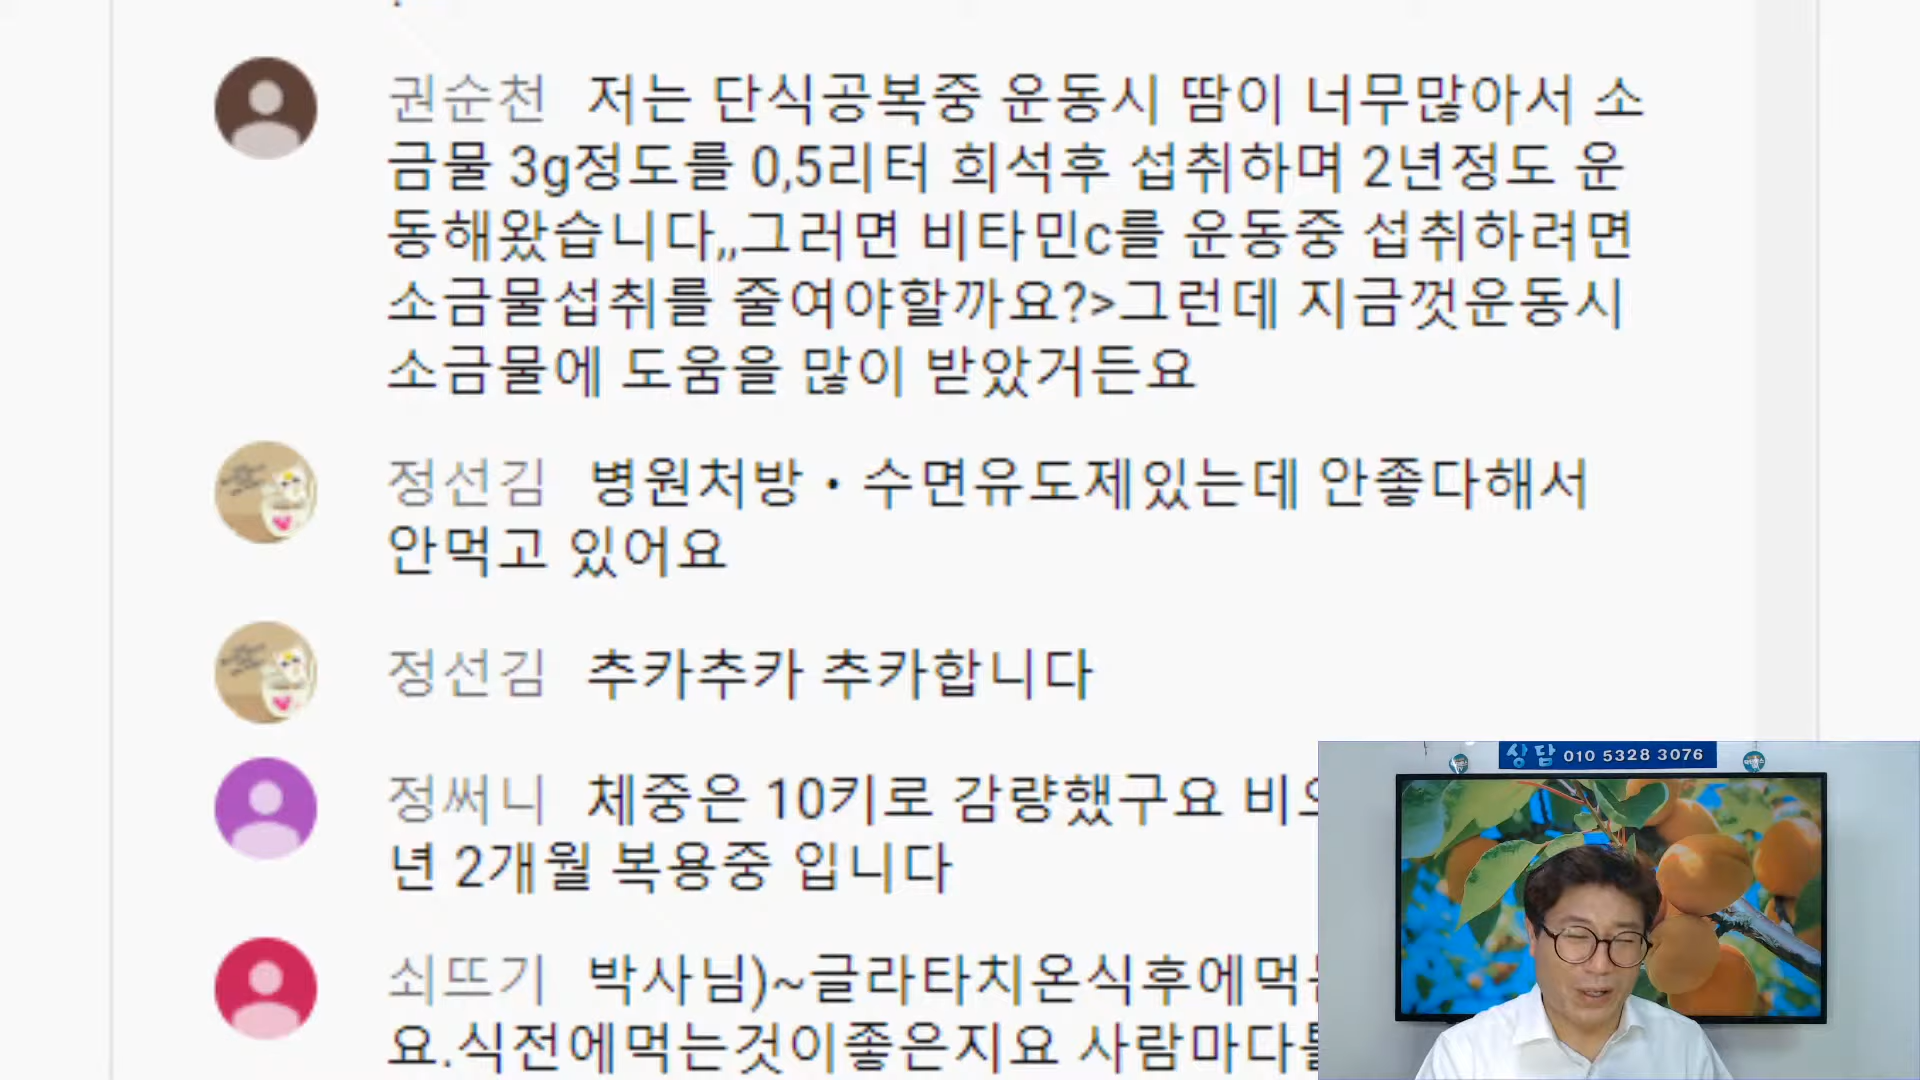 권순천 저는 단식공복중 운동시 땀이 너무많아서 소
금물 3g정도를 0,5리터 희석후 섭취하며 2년정도 운
동해왔습니다,,그러면 비타민c를 운동중 섭취하려면
소금물섭취를 줄여야할까요?>그런데 지금껏운동시
소금물에 도움을 많이 받았거든요
정선김 병원처방・수면유도제있는데 안좋다해서
안먹고 있어요
정선김 추카추카 추카합니다
정써니 체중은 10키로 감량했구요
년 2개월 복용중 입니다
쇠뜨기 박사님)~글라타치온식후에
요.식전에먹는것이좋은지요
상담 010 5328 3076